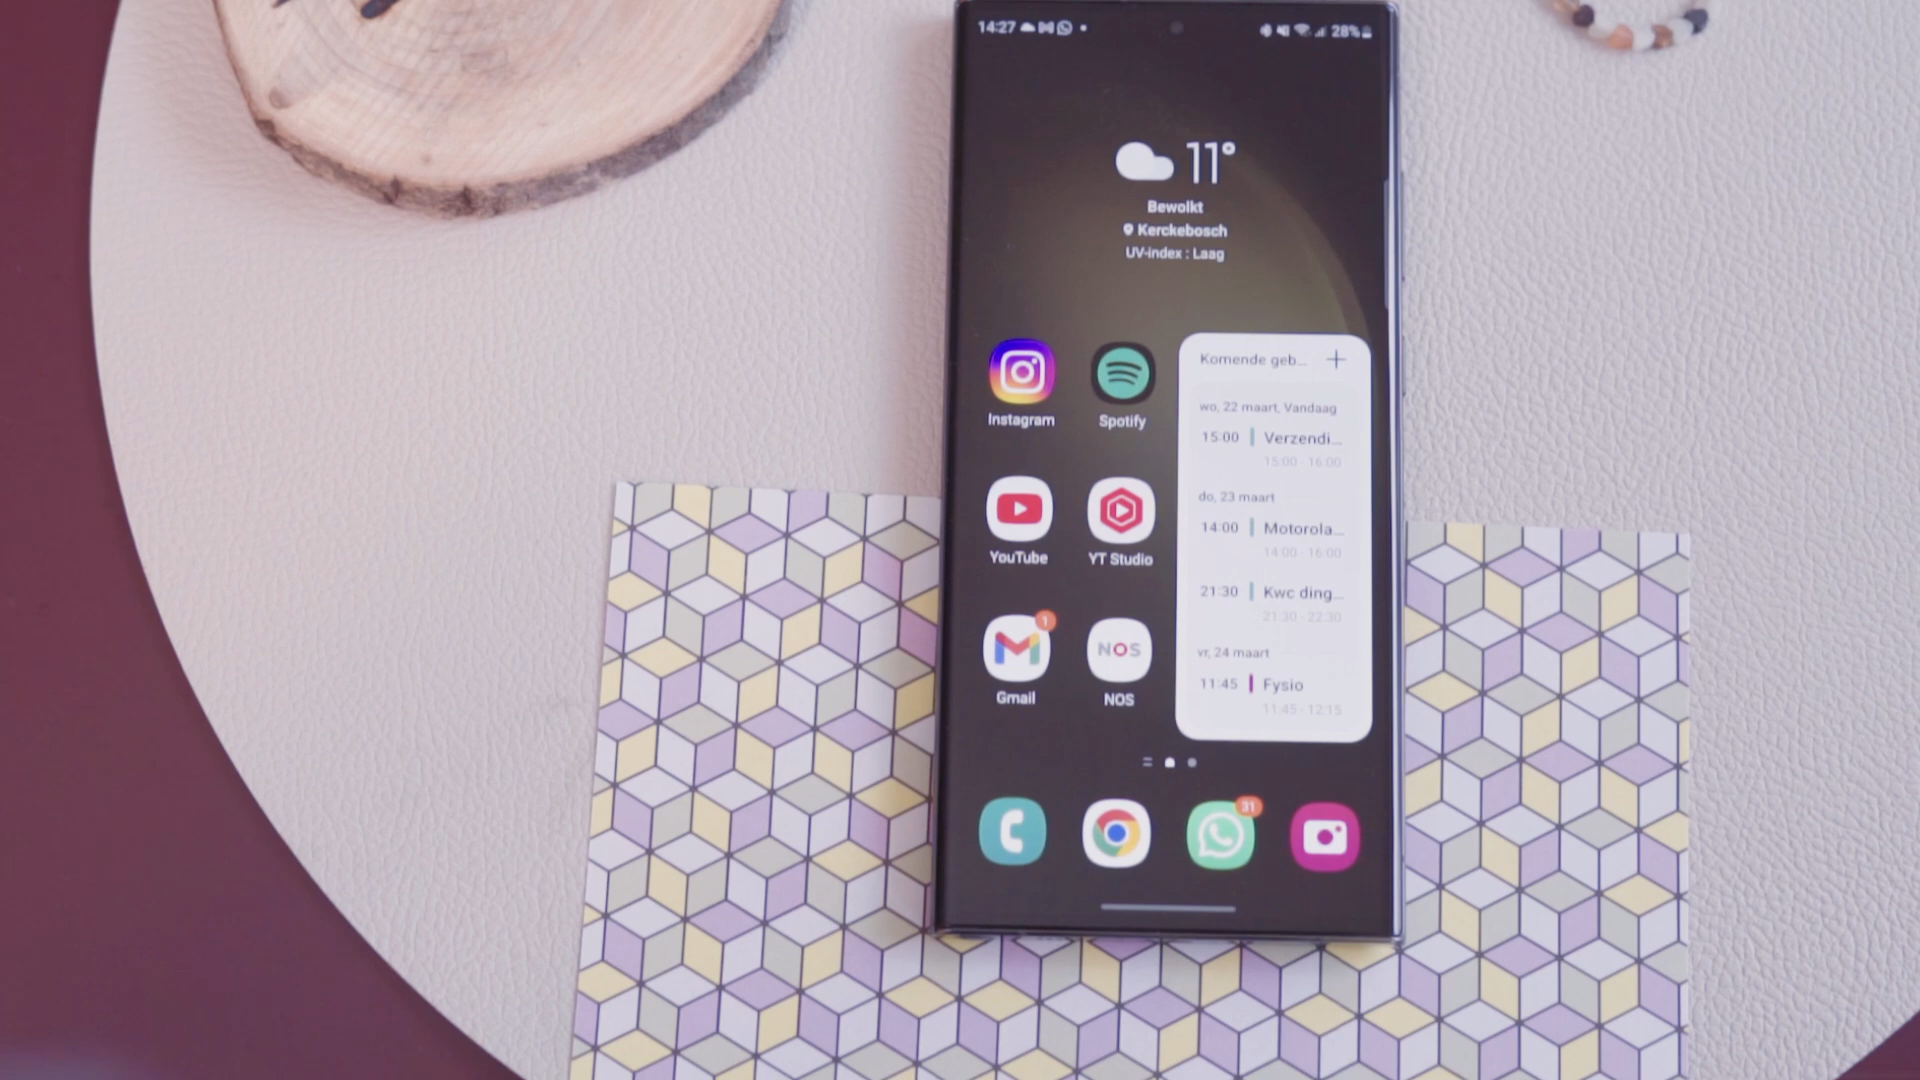 14:27
28%
11°
Bewolkt
Kerckebosch
UV-index : Laag
Instagram
Spotify
YouTube
YT Studio
1
Gmail
NOS
NOS
Komende geb...
wo, 22 maart, Vandaag
15:00 Verzendi...
15:00 - 16:00
do, 23 maart
14:00 Motorola...
14:00 - 16:00
21:30 Kwc ding...
21:30 - 22:30
vr, 24 maart
11:45 Fysio
11:45 - 12:15
31